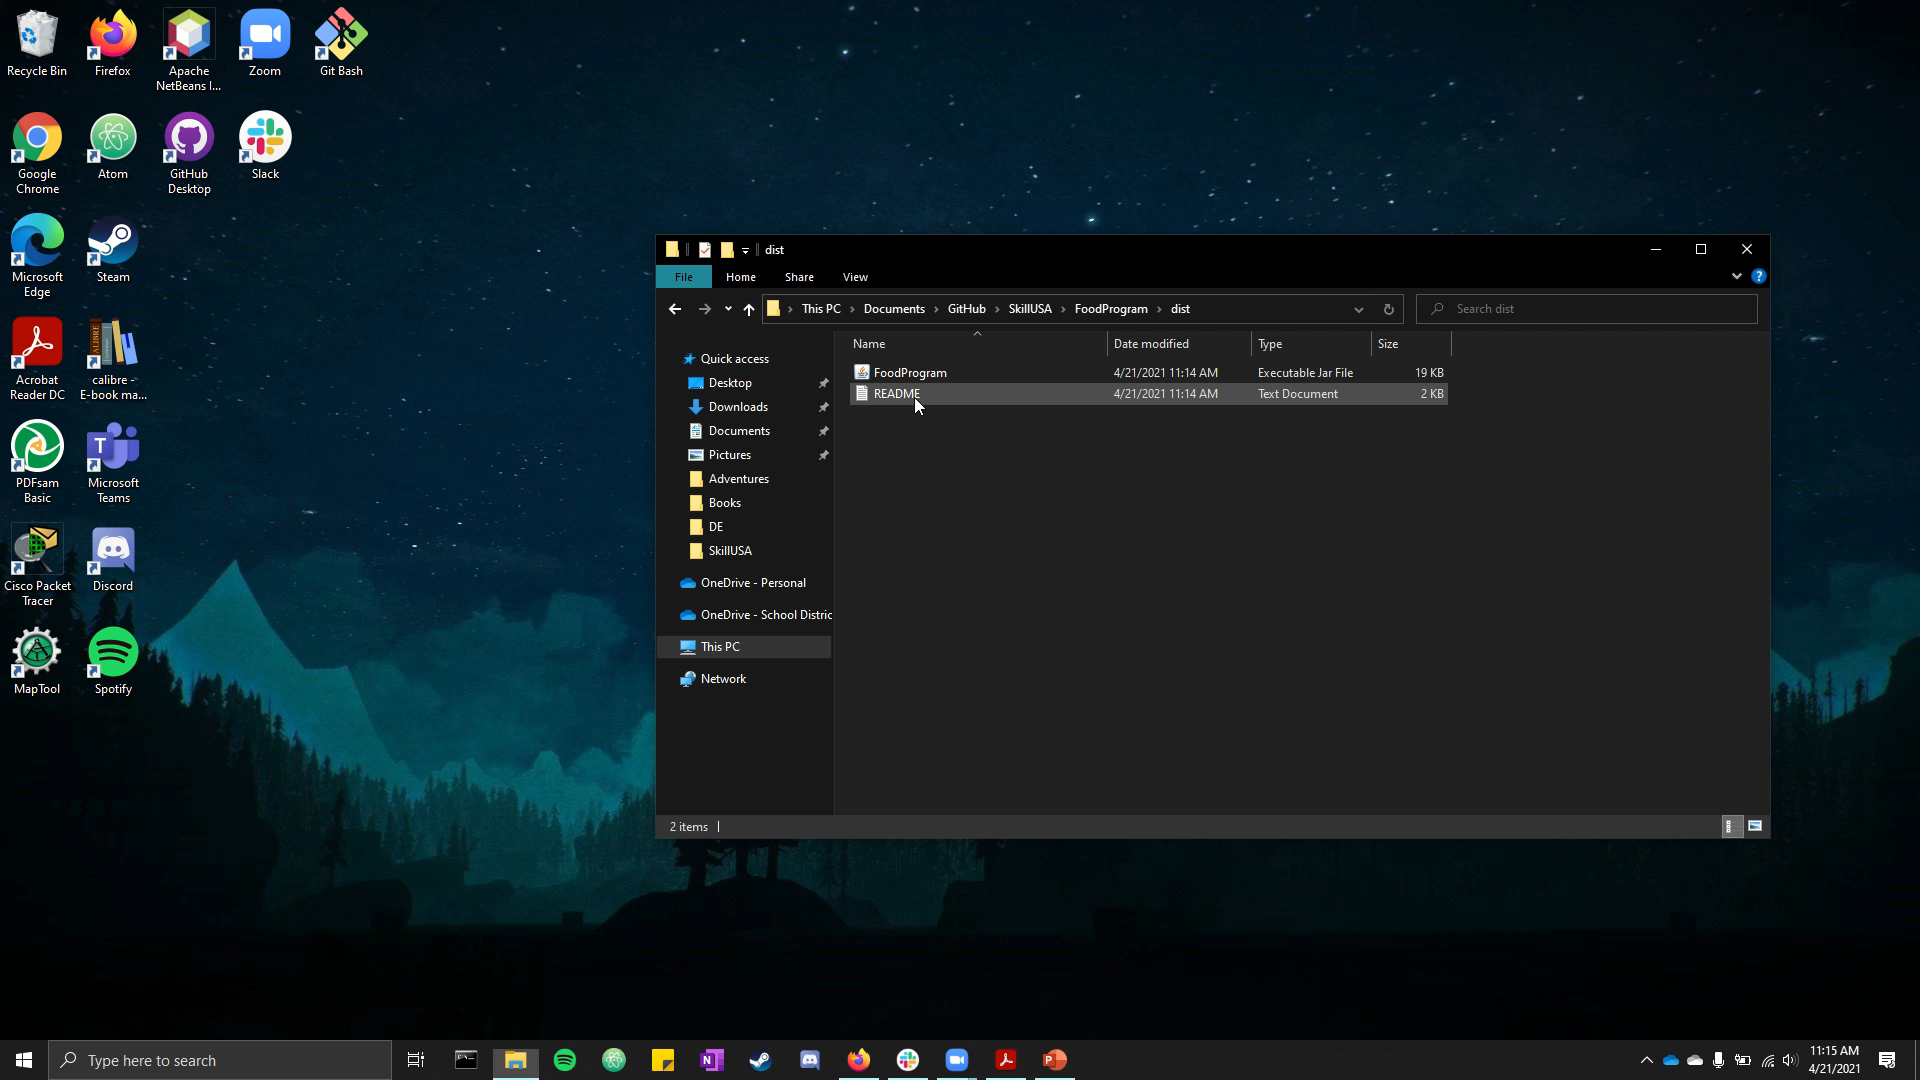 Recycle Bin
Firefox
Apache
NetBeans I...
Zoom
Git Bash
Google
Chrome
Atom
GitHub
Desktop
Slack
Microsoft
Edge
Steam
Acrobat
Reader DC
CALIBRE
calibre -
E-book ma...
PDFsam
Basic
Microsoft
Teams
Cisco Packet
Tracer
Discord
MapTool
Spotify
dist
File
Home
Share
View
This PC
Documents
GitHub
SkillUSA
FoodProgram
dist
Search dist
Name
Date modified
Type
Size
FoodProgram 4/21/2021 11:14 AM Executable Jar File 19 KB
README 4/21/2021 11:14 AM Text Document 2 KB
Quick access
Desktop
Downloads
Documents
Pictures
Adventures
Books
DE
SkillUSA
OneDrive - Personal
OneDrive - School Distric
This PC
Network
2 items
Type here to search
11:15 AM
4/21/2021